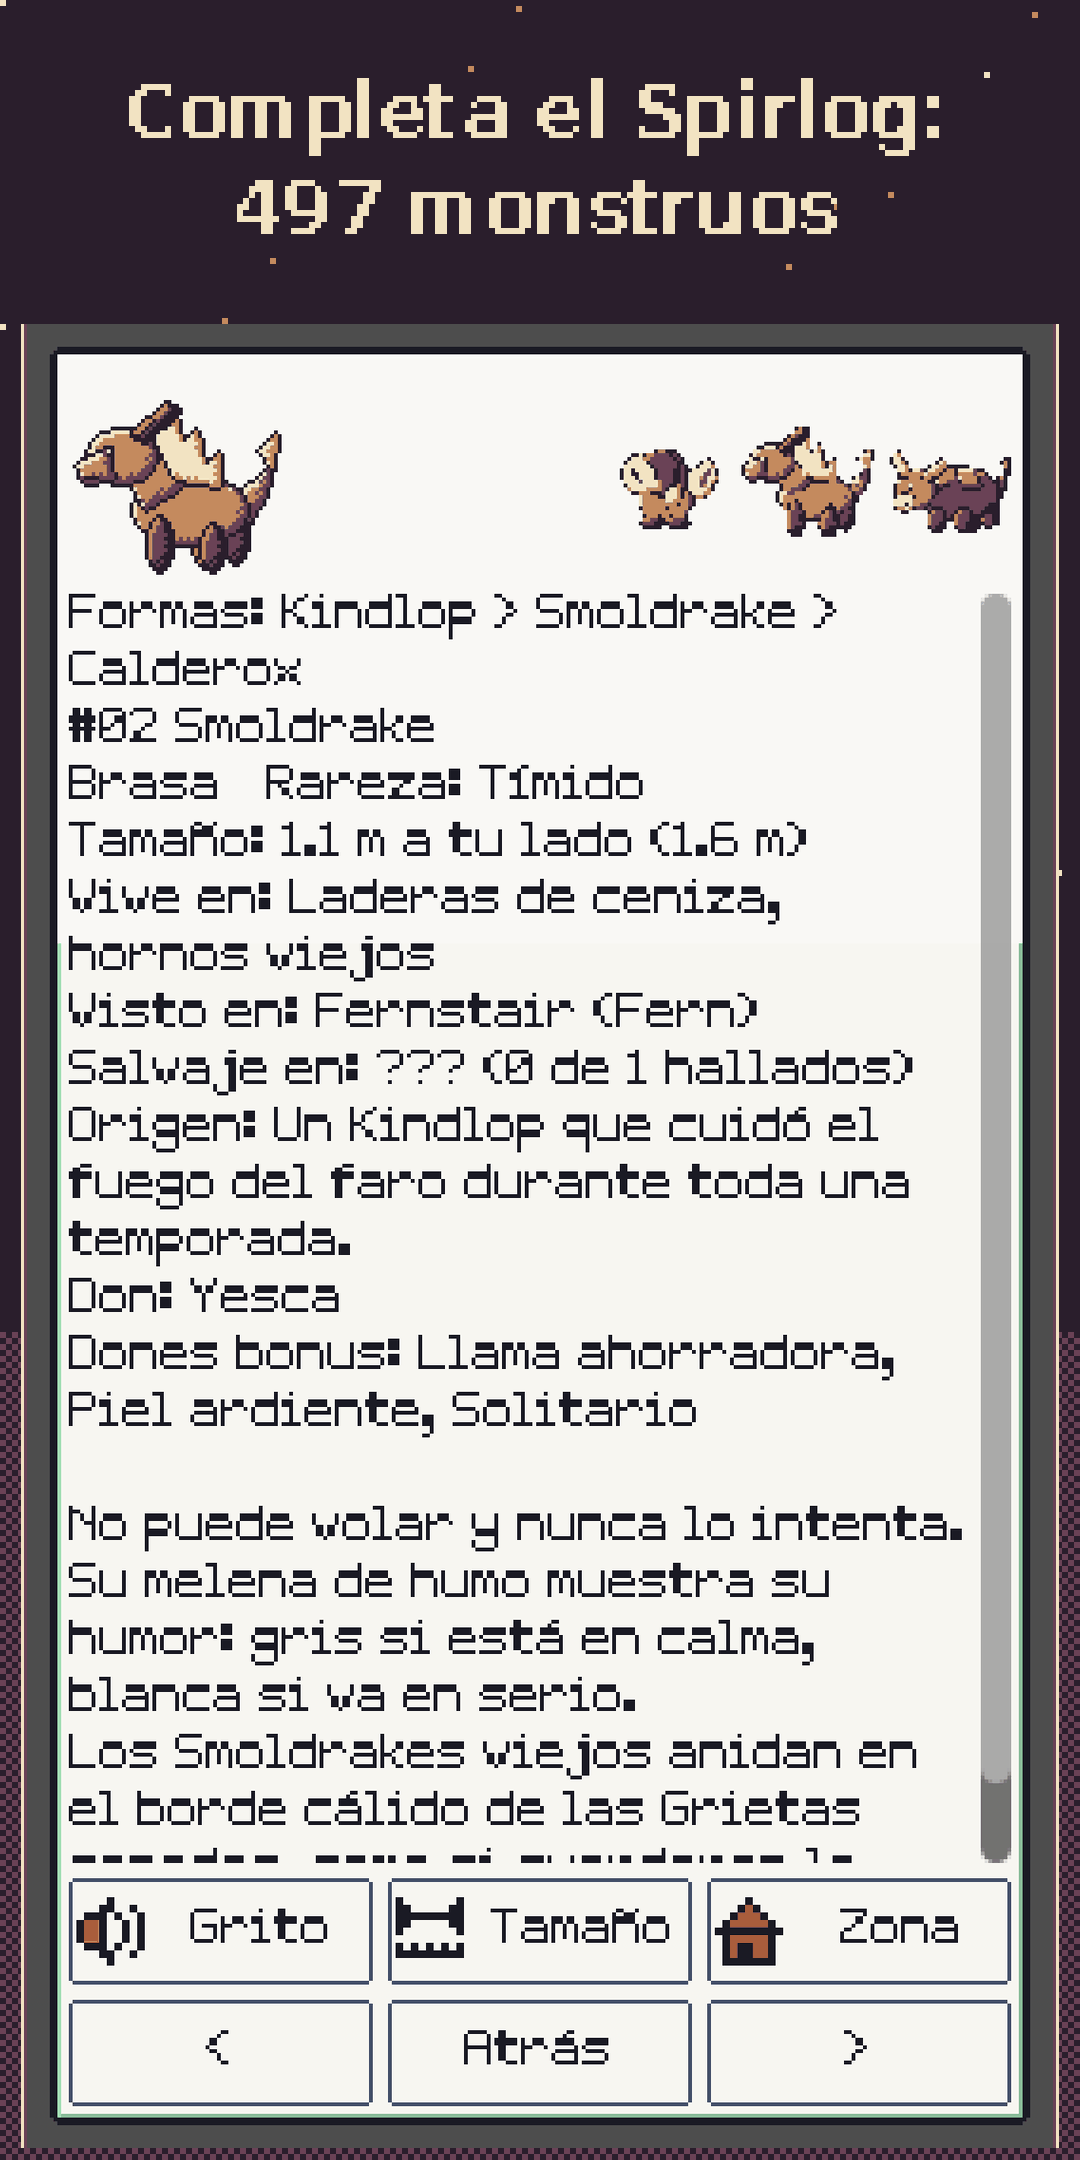 Completa el Spirlog:
497 monstruos
Formas: Kindlop > Smoldrake >
Calderox
#02 Smoldrake
Brasa Rareza: Tímido
Tamaño: 1.1 m a tu lado (1.6 m)
Vive en: Laderas de ceniza,
hornos viejos
Visto en: Fernstair (Fern)
Salvaje en: ??? (0 de 1 hallados)
Origen: Un Kindlop que cuidó el
fuego del faro durante toda una
temporada.
Don: Yesca
Dones bonus: Llama ahorradora,
Piel ardiente, Solitario
No puede volar y nunca lo intenta.
Su melena de humo muestra su
humor: gris si está en calma,
blanca si va en serio.
Los Smoldrakes viejos anidan en
el borde cálido de las Grietas
Grito
Tamaño
Zona
<
Atrás
>